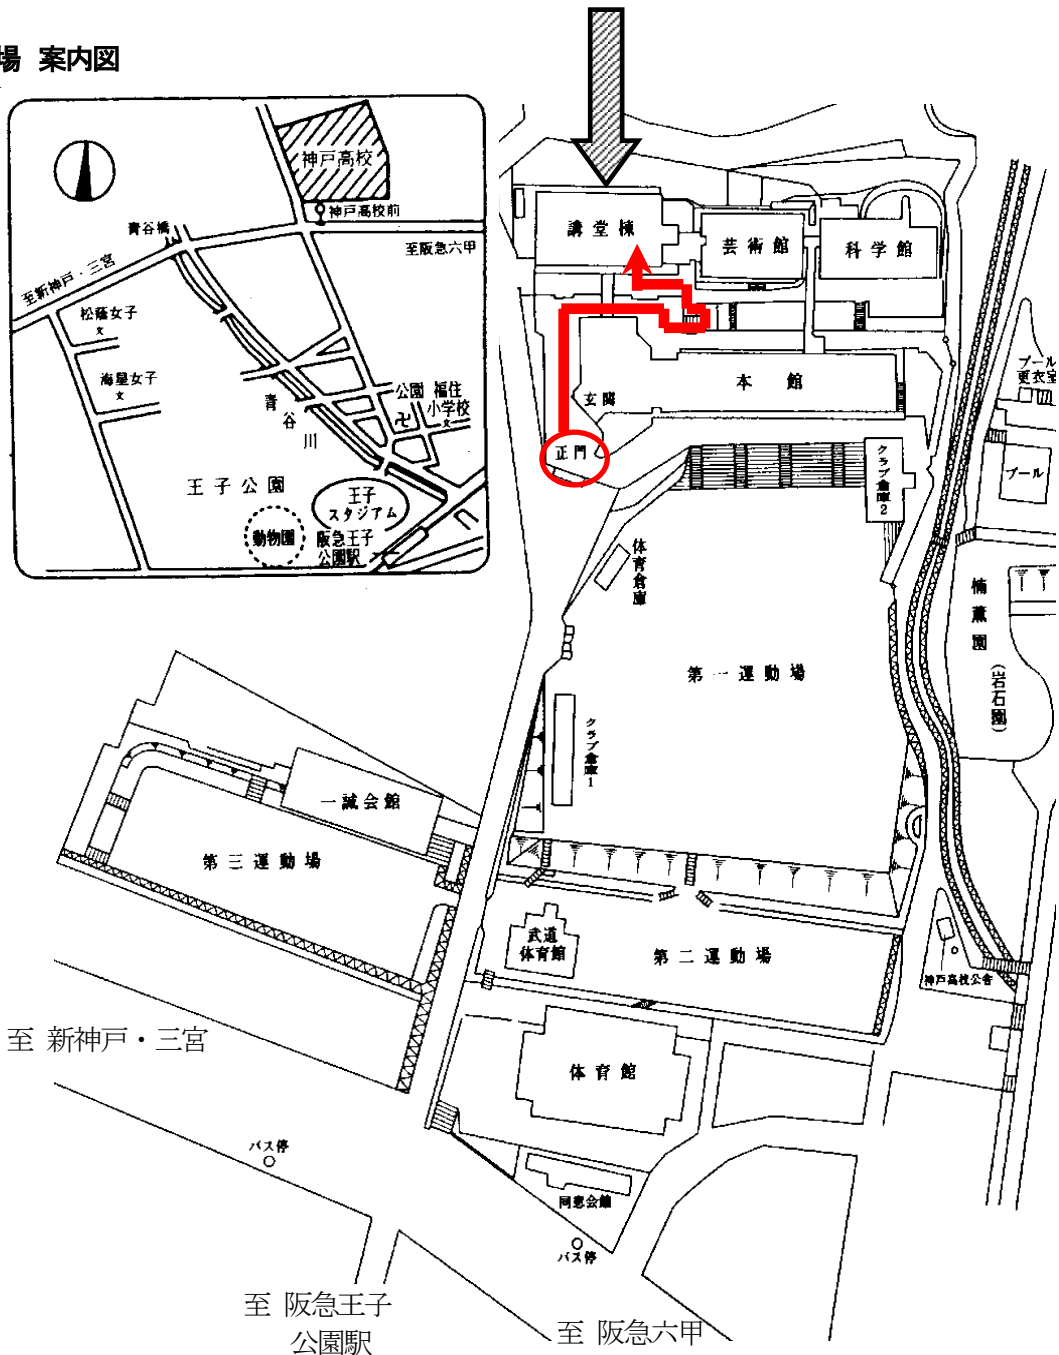 場 案内図
神戸高校
神戸高校前
青谷橋
至阪急六甲
至新神戸・三宮
松蔭女子
文
海星女子
文
青谷川
公園
福住
小学校
文
卍
王子公園
王子
スタジアム
動物園
阪急王子
公園駅
講堂棟
芸術館
科学館
本館
玄関
正門
クラブ倉庫2
プール
更衣室
プール
体育倉庫
楠薫園
(岩石園)
第一運動場
クラブ倉庫1
一誠会館
第三運動場
武道
体育館
第二運動場
神戸高校公舎
至 新神戸・三宮
体育館
バス停
同窓会館
バス停
至 阪急王子
公園駅
至 阪急六甲